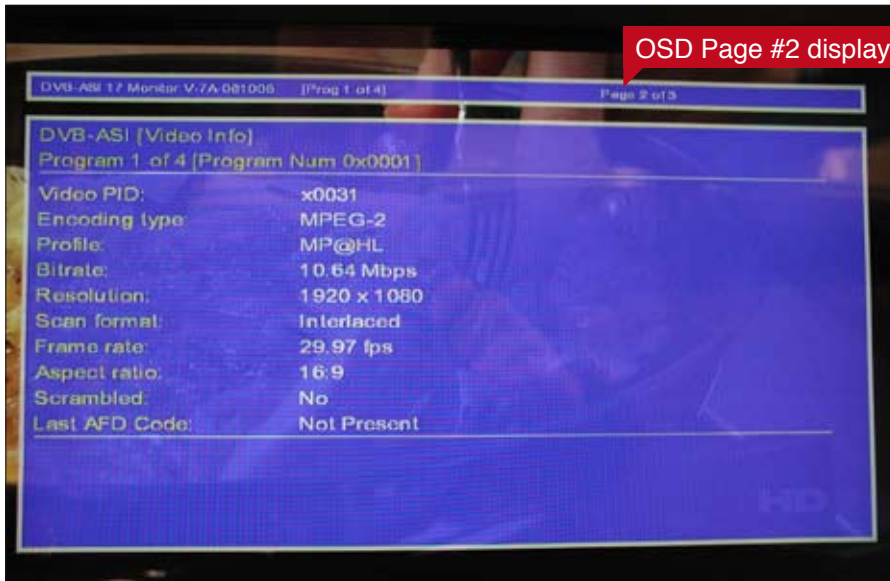 OSD Page #2 display
DVB-ASI 17 Monitor V-7A-001006 [Prog 1 of 4] Page 2 of 3
DVB-ASI [Video Info]
Program 1 of 4 [Program Num 0x0001]
Video PID: x0031
Encoding type: MPEG-2
Profile: MP@HL
Bitrate: 10.64 Mbps
Resolution: 1920 x 1080
Scan format: Interlaced
Frame rate: 29.97 fps
Aspect ratio: 16:9
Scrambled: No
Last AFD Code: Not Present
HD